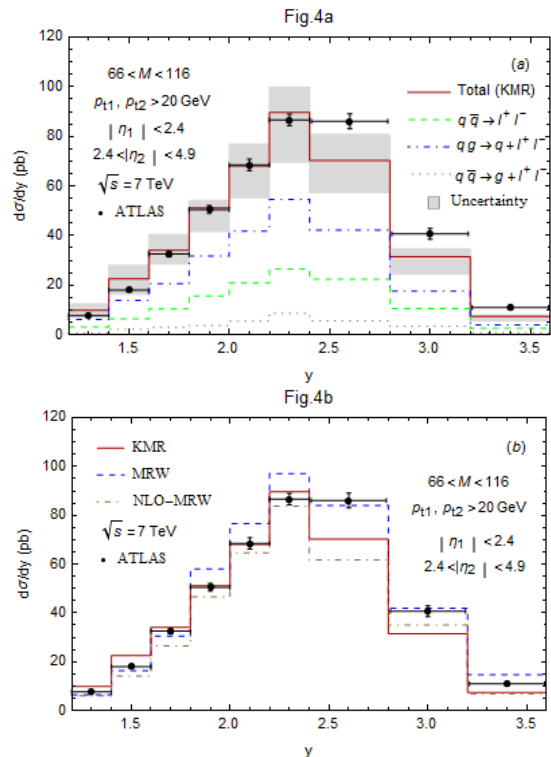 Fig.4a
(a)
66 < M < 116
p_t1, p_t2 > 20 GeV
| η_1 | < 2.4
2.4 <|η_2 | < 4.9
√s = 7 TeV
• ATLAS
Total (KMR)
q q̅ → l⁺ l⁻
q g → q + l⁺ l⁻
q q̅ → g + l⁺ l⁻
Uncertainty
dσ/dy (pb)
120
100
80
60
40
20
0
1.5 2.0 2.5 3.0 3.5
y
Fig.4b
(b)
KMR
MRW
NLO-MRW
√s = 7 TeV
• ATLAS
66 < M < 116
p_t1, p_t2 > 20 GeV
| η_1 | < 2.4
2.4 <|η_2 | < 4.9
dσ/dy (pb)
120
100
80
60
40
20
0
1.5 2.0 2.5 3.0 3.5
y